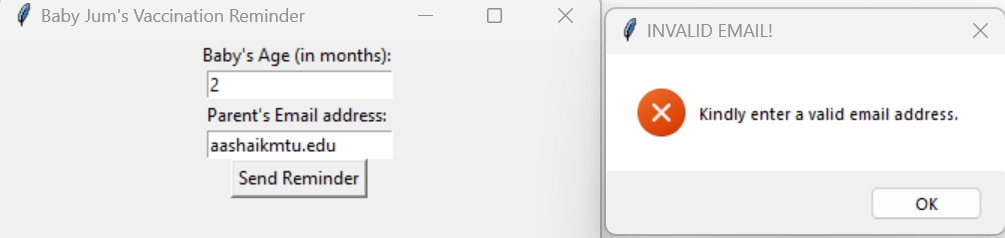 Baby Jum's Vaccination Reminder
Baby's Age (in months):
2
Parent's Email address:
aashaikmtu.edu
Send Reminder
INVALID EMAIL!
Kindly enter a valid email address.
OK